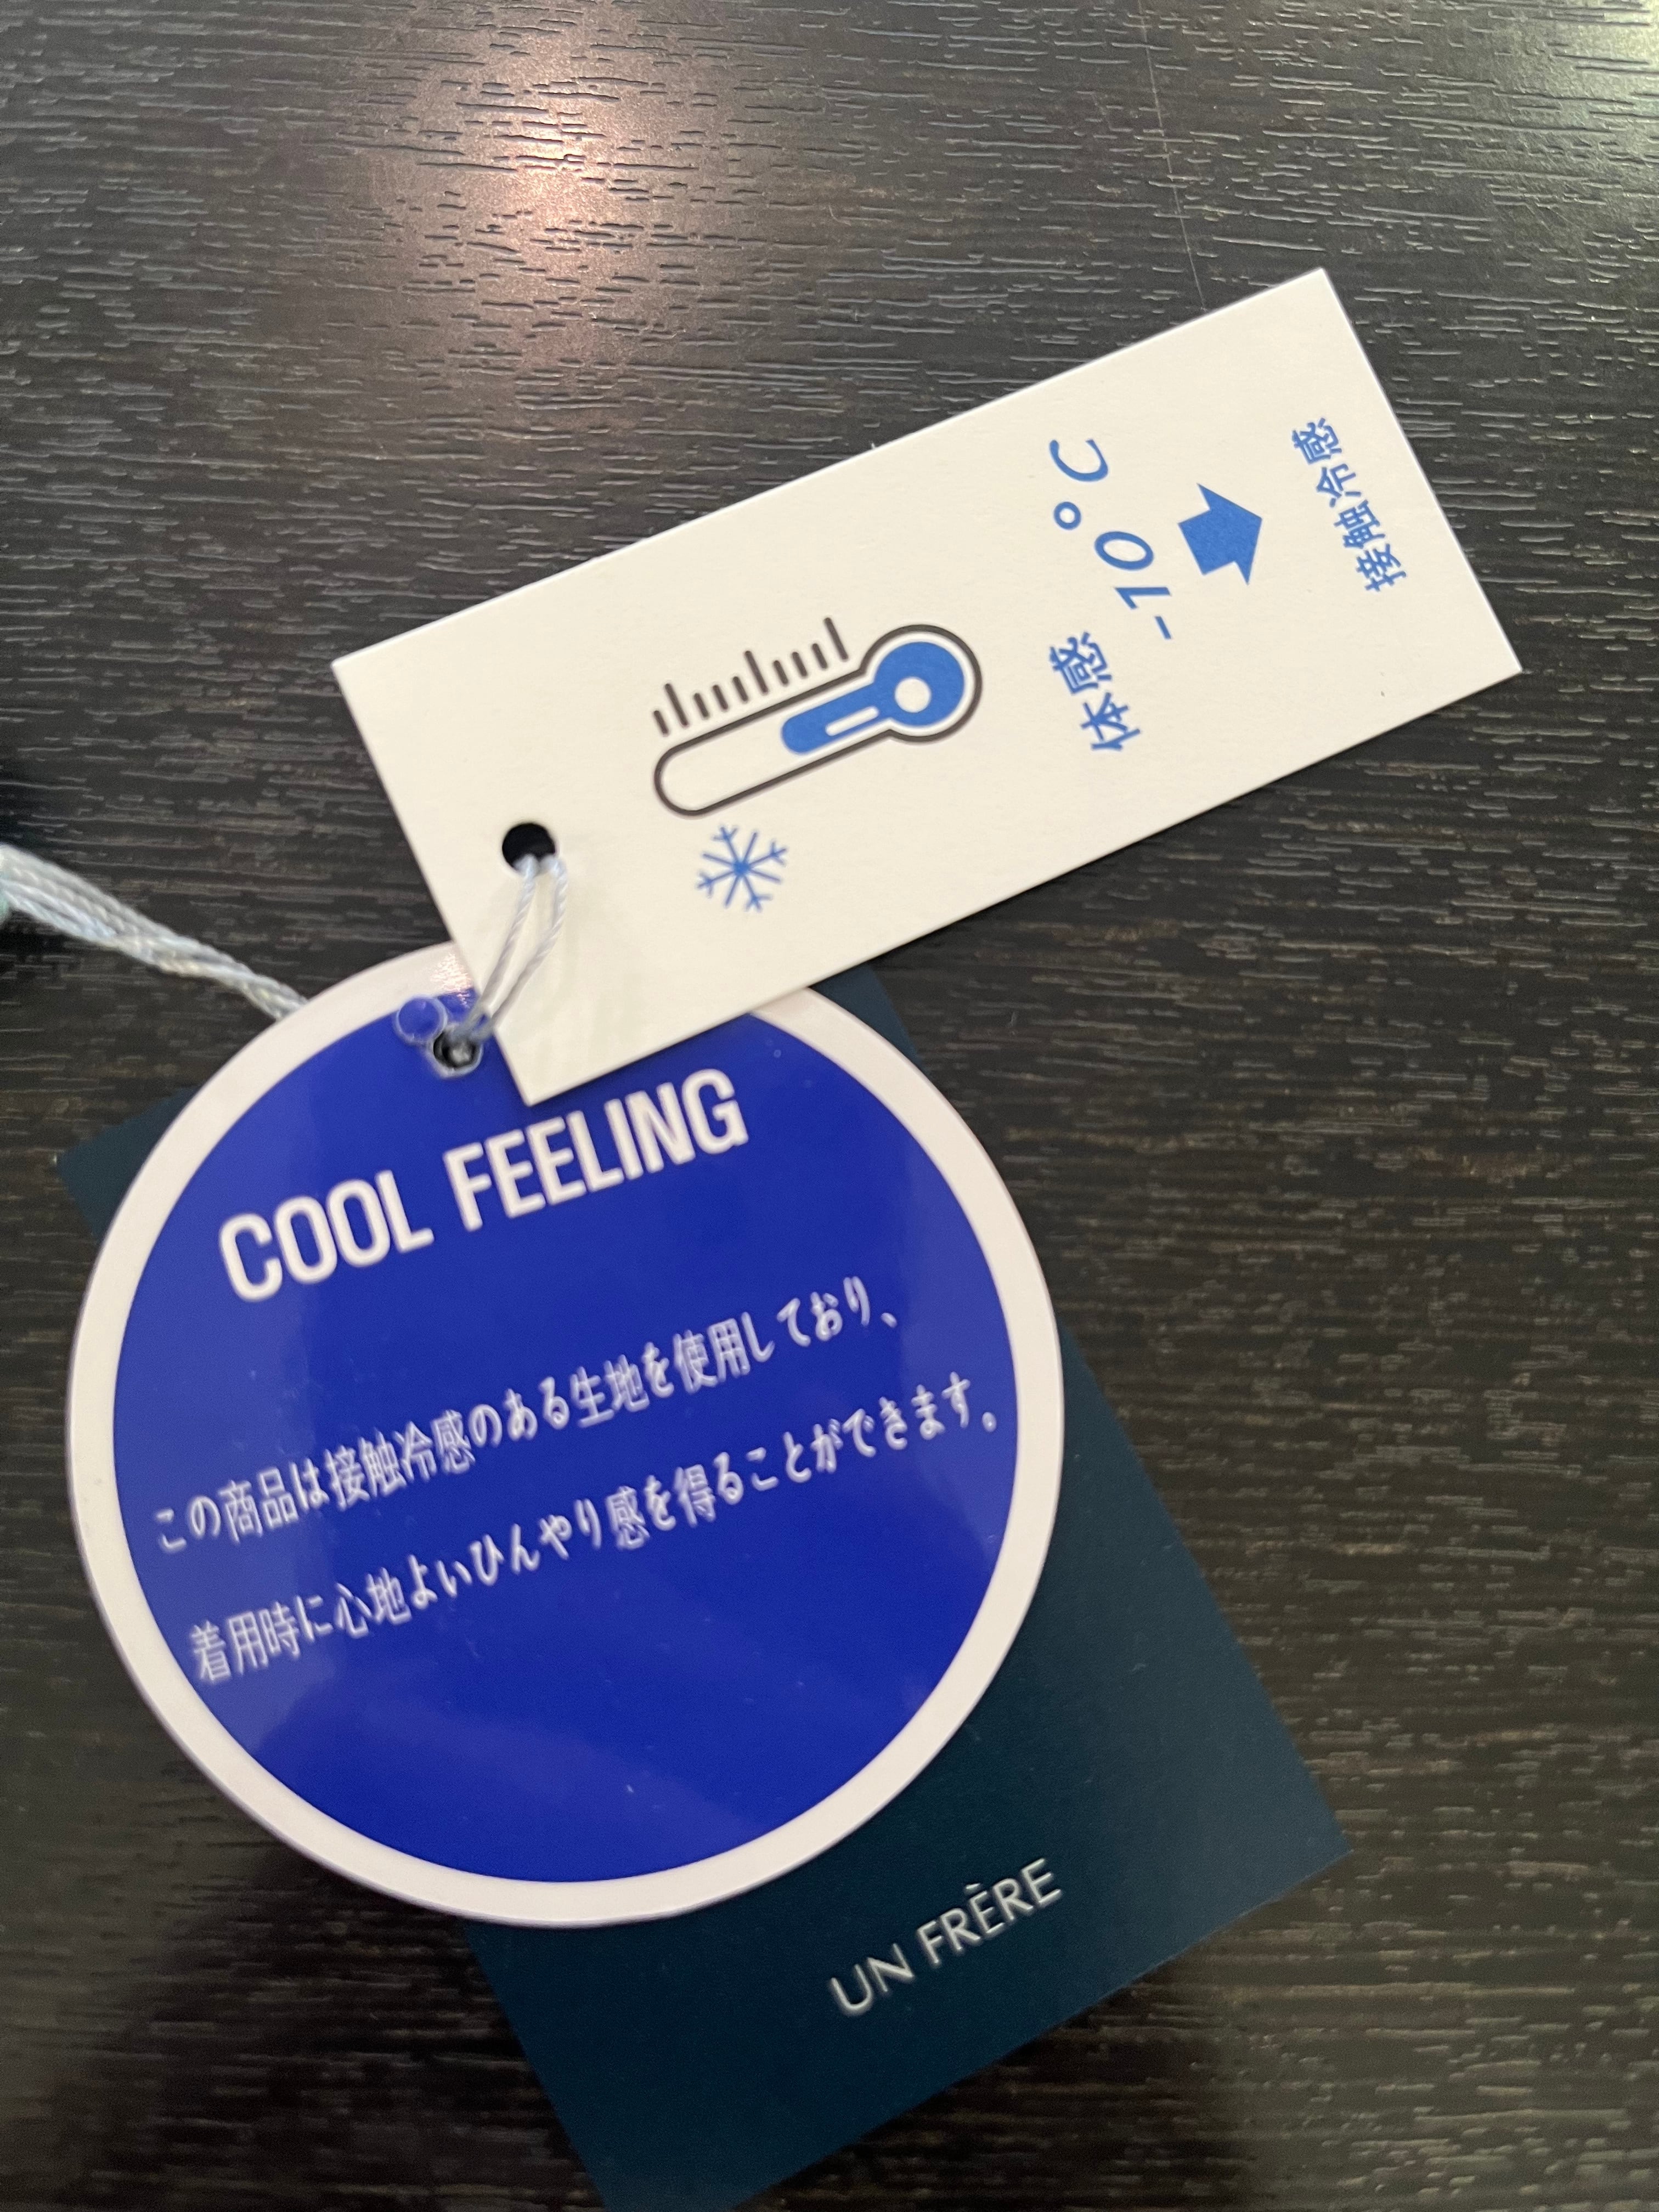 体感
-10°C
接触冷感
COOL FEELING
この商品は接触冷感のある生地を使用しており、
着用時に心地よいひんやり感を得ることができます。
UN FRÈRE